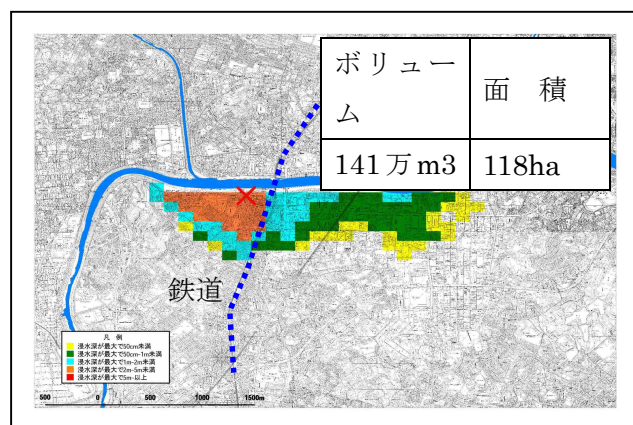 ボリュー
ム
面 積
141万m3
118ha
鉄道
凡 例
浸水深が最大で50cm未満
浸水深が最大で50cm-1m未満
浸水深が最大で1m-2m未満
浸水深が最大で2m-5m未満
浸水深が最大で5m-以上
500 0 500 1000 1500m